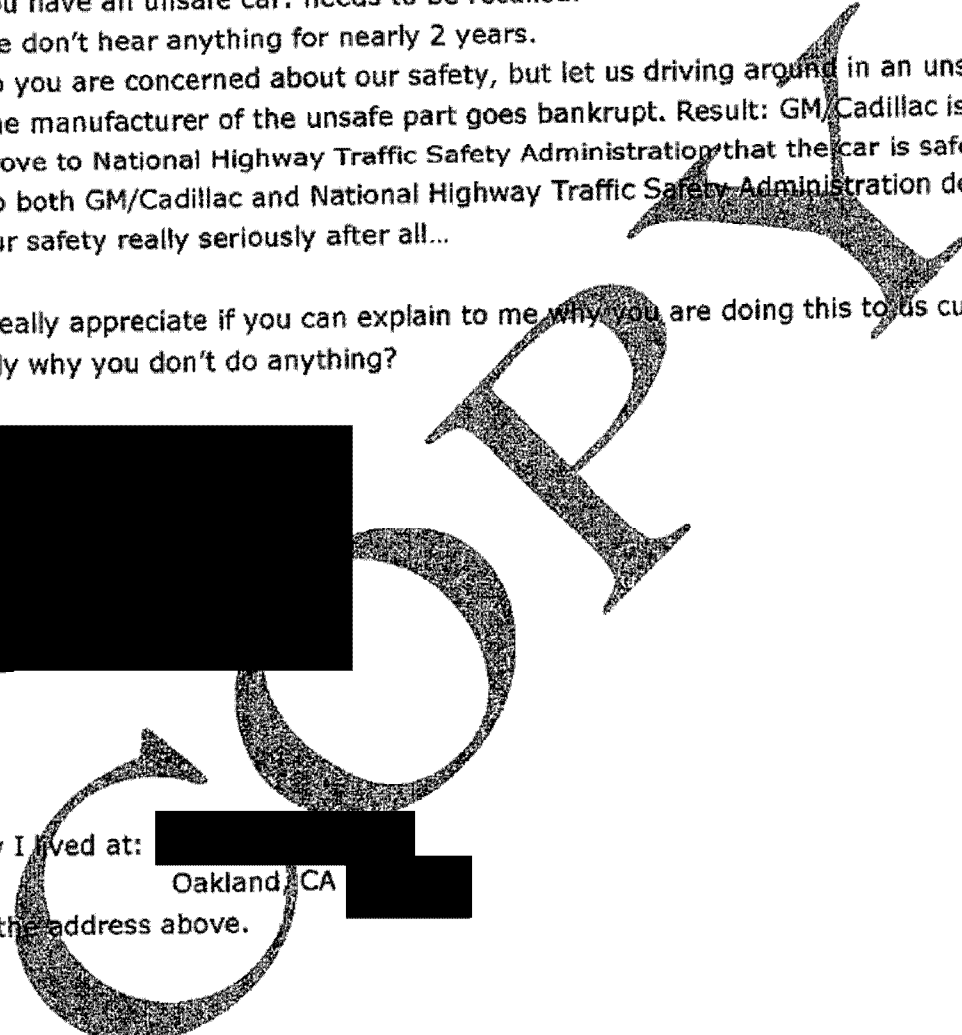 have an unsafe car: needs to be recalled.
e don't hear anything for nearly 2 years.
you are concerned about our safety, but let us driving around in an uns
e manufacturer of the unsafe part goes bankrupt. Result: GM/Cadillac is
ove to National Highway Traffic Safety Administration that the car is safe
both GM/Cadillac and National Highway Traffic Safety Administration de
ur safety really seriously after all...
eally appreciate if you can explain to me why you are doing this to us cu
ly why you don't do anything?
COPY
I lived at:
Oakland, CA
the address above.